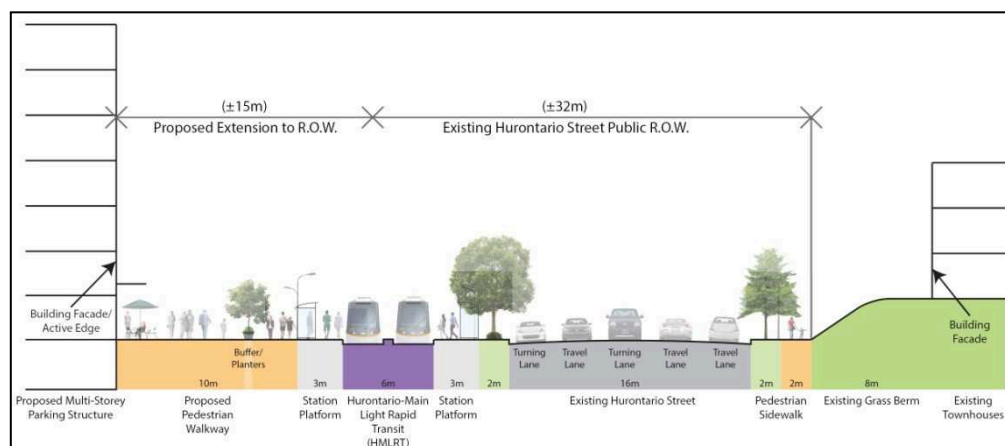 (±15m)
Proposed Extension to R.O.W.
(±32m)
Existing Hurontario Street Public R.O.W.
Building Facade/
Active Edge
Building
Facade
Buffer/
Planters
Turning
Lane
Travel
Lane
Turning
Lane
Travel
Lane
Travel
Lane
10m
3m
6m
3m
2m
16m
2m
2m
8m
Proposed Multi-Storey
Parking Structure
Proposed
Pedestrian
Walkway
Station
Platform
Hurontario-Main
Light Rapid
Transit
(HMLRT)
Station
Platform
Existing Hurontario Street
Pedestrian
Sidewalk
Existing Grass Berm
Existing
Townhouses